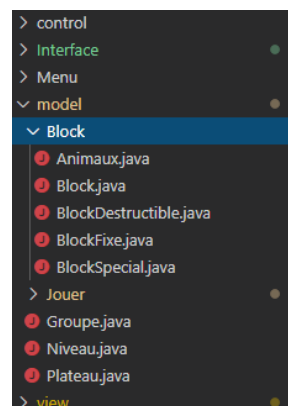 control
Interface
Menu
model
Block
Animaux.java
Block.java
BlockDestructible.java
BlockFixe.java
BlockSpecial.java
Jouer
Groupe.java
Niveau.java
Plateau.java
view